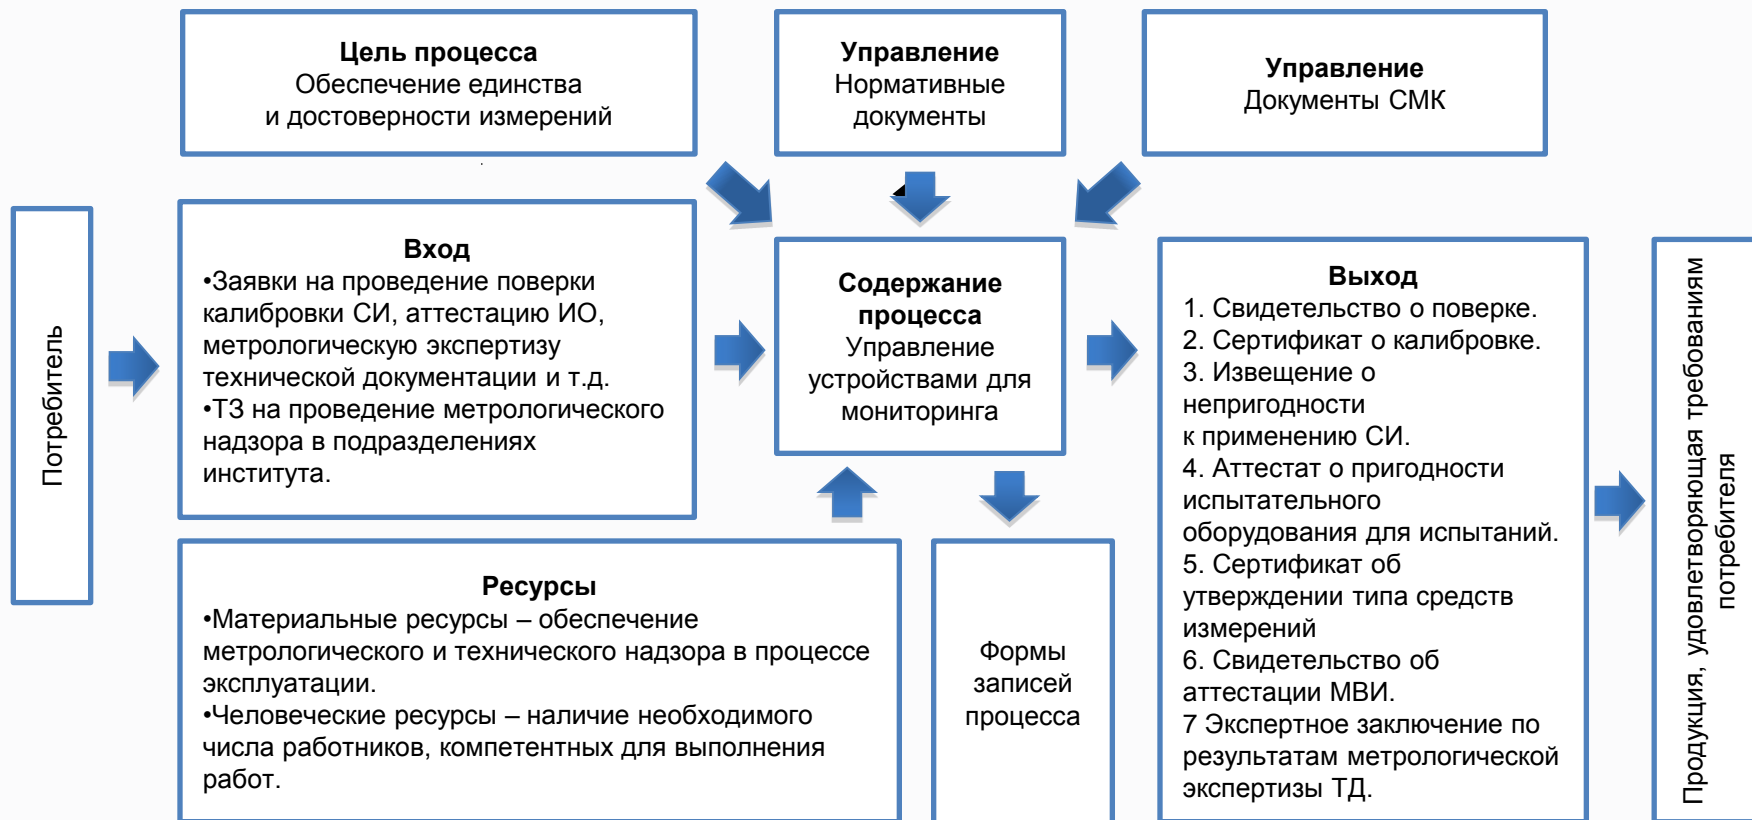 Цель процесса
Обеспечение единства
и достоверности измерений
Управление
Нормативные
документы
Управление
Документы СМК
Потребитель
Вход
•Заявки на проведение поверки
калибровки СИ, аттестацию ИО,
метрологическую экспертизу
технической документации и т.д.
•ТЗ на проведение метрологического
надзора в подразделениях
института.
Содержание
процесса
Управление
устройствами для
мониторинга
Выход
1. Свидетельство о поверке.
2. Сертификат о калибровке.
3. Извещение о
непригодности
к применению СИ.
4. Аттестат о пригодности
испытательного
оборудования для испытаний.
5. Сертификат об
утверждении типа средств
измерений
6. Свидетельство об
аттестации МВИ.
7 Экспертное заключение по
результатам метрологической
экспертизы ТД.
Продукция, удовлетворяющая требованиям
потребителя
Ресурсы
•Материальные ресурсы – обеспечение
метрологического и технического надзора в процессе
эксплуатации.
•Человеческие ресурсы – наличие необходимого
числа работников, компетентных для выполнения
работ.
Формы
записей
процесса